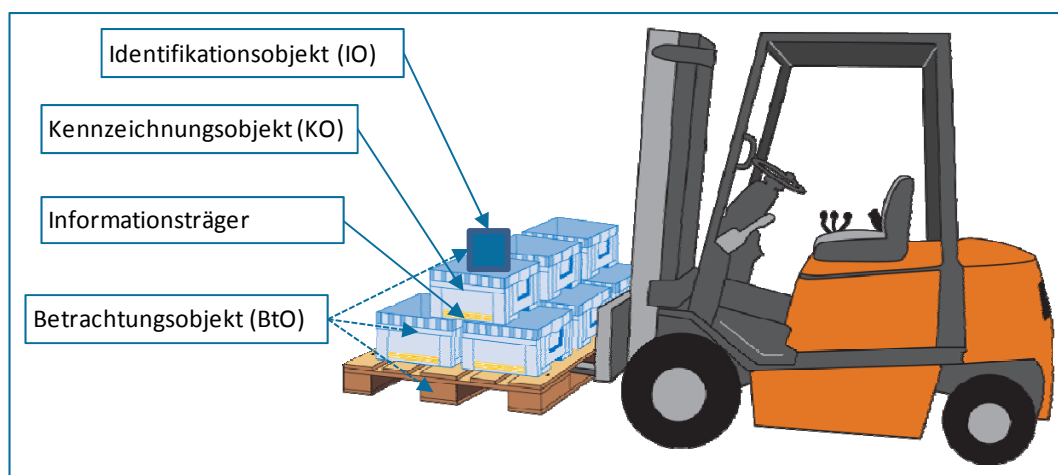 Identifikationsobjekt (IO)
Kennzeichnungsobjekt (KO)
Informationsträger
Betrachtungsobjekt (BtO)